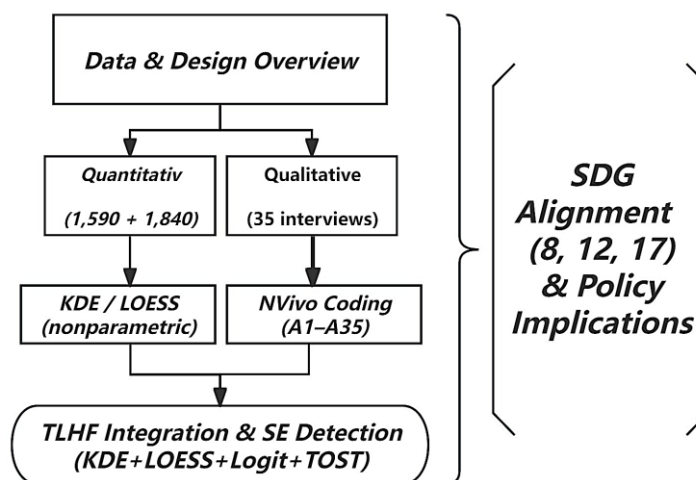 Data & Design Overview
Quantitativ
(1,590 + 1,840)
Qualitative
(35 interviews)
KDE / LOESS
(nonparametric)
NVivo Coding
(A1–A35)
TLHF Integration & SE Detection
(KDE+LOESS+Logit+TOST)
SDG
Alignment
(8, 12, 17)
& Policy
Implications